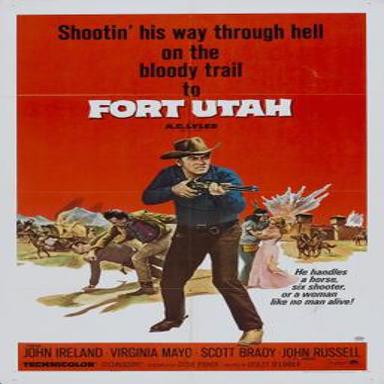 Shootin' his way through hell
on the
bloody trail
to
FORT UTAH
A.C. LYLES
He handles
a horse,
six shooter,
or a woman
like no man alive!
JOHN IRELAND · VIRGINIA MAYO · SCOTT BRADY · JOHN RUSSELL
TECHNICOLOR TECHNISCOPE